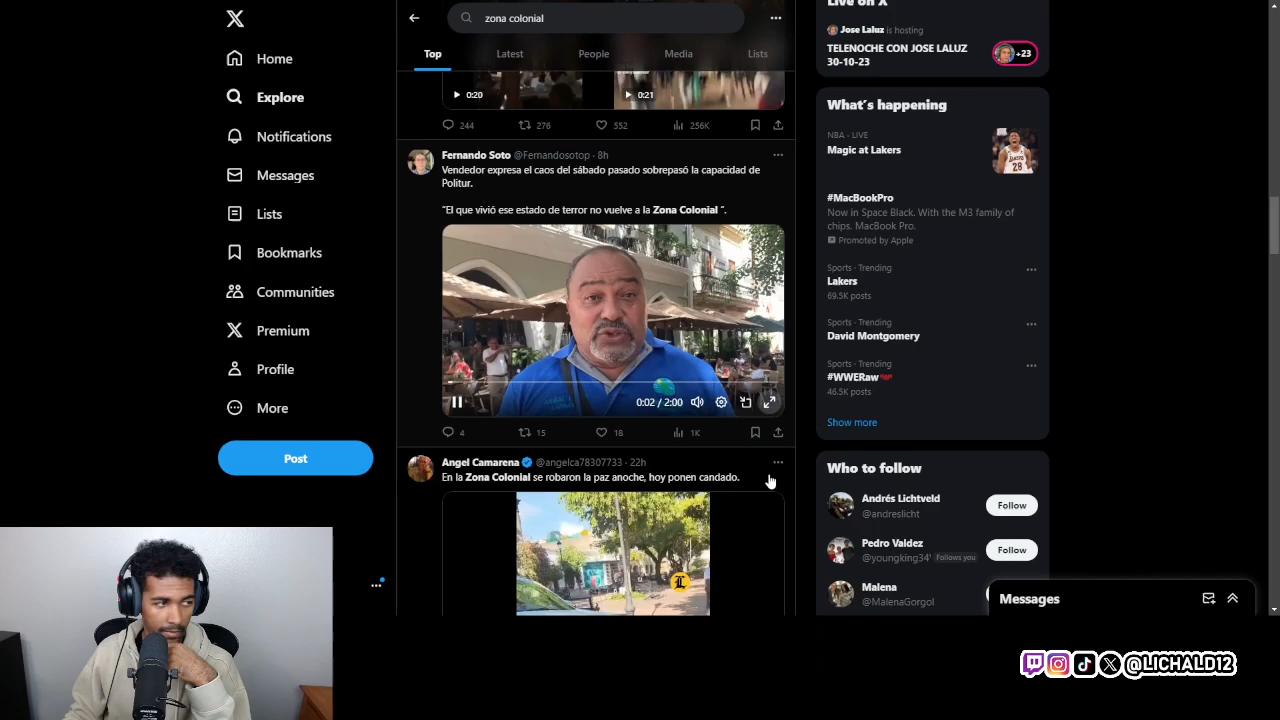 zona colonial
Top
Latest
People
Media
Lists
0:20
0:21
244
276
552
256K
Home
Explore
Notifications
Messages
Lists
Bookmarks
Communities
Premium
Profile
More
Post
Fernando Soto @Fernandosotop · 8h
Vendedor expresa el caos del sábado pasado sobrepasó la capacidad de
Politur.
“El que vivió ese estado de terror no vuelve a la Zona Colonial ”.
0:02 / 2:00
4
15
18
1K
Angel Camarena @angelca78307733 · 22h
En la Zona Colonial se robaron la paz anoche, hoy ponen candado.
L
Live on X
Jose Laluz is hosting
TELENOCHE CON JOSE LALUZ
30-10-23
+23
What's happening
NBA · LIVE
Magic at Lakers
#MacBookPro
Now in Space Black. With the M3 family of
chips. MacBook Pro.
Promoted by Apple
Sports · Trending
Lakers
69.5K posts
Sports · Trending
David Montgomery
Sports · Trending
#WWERaw
46.5K posts
Show more
Who to follow
Andrés Lichtveld
@andreslicht
Follow
Pedro Valdez
@youngking34' Follows you
Follow
Malena
@MalenaGorgol
Messages
@LICHALD12